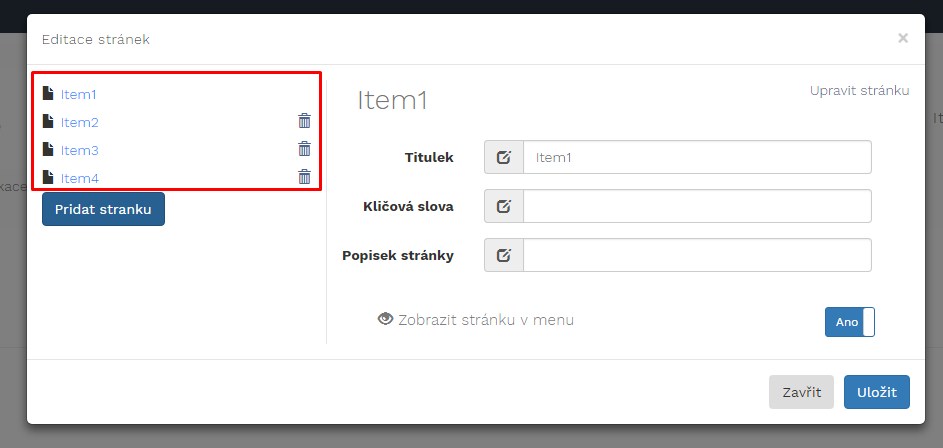 Editace stránek
×
Item1
Item2
Item3
Item4
Pridat stranku
Item1
Upravit stránku
Titulek
Item1
Kličová slova
Popisek stránky
Zobrazit stránku v menu
Ano
Zavřit
Uložit